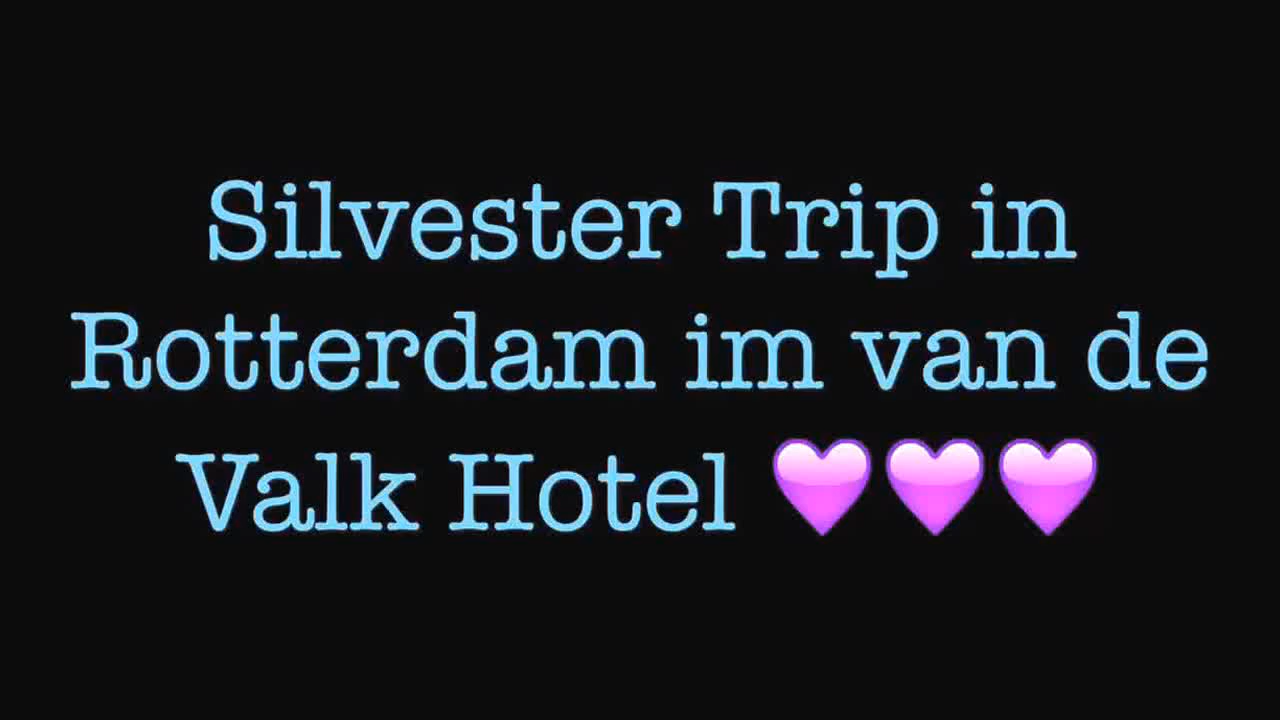 Silvester Trip in
Rotterdam im van de
Valk Hotel 💜💜💜